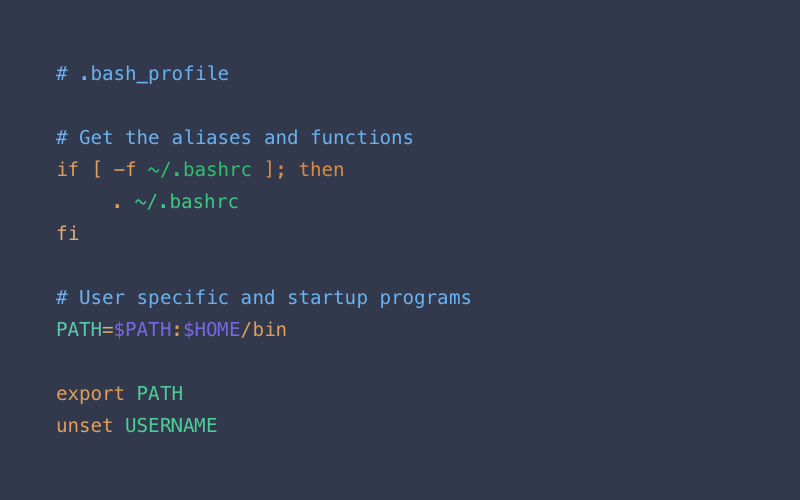 # .bash_profile
# Get the aliases and functions
if [ -f ~/.bashrc ]; then
. ~/.bashrc
fi
# User specific and startup programs
PATH=$PATH:$HOME/bin
export PATH
unset USERNAME